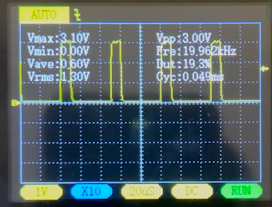 AUTO
Vmax:3.10V Vpp:3.00V
Vmin:0.00V Fre:19.962kHz
Vave:0.60V Dut:19.3%
Vrms:1.30V Cyc:0.049ms
1V X10 20uS DC RUN